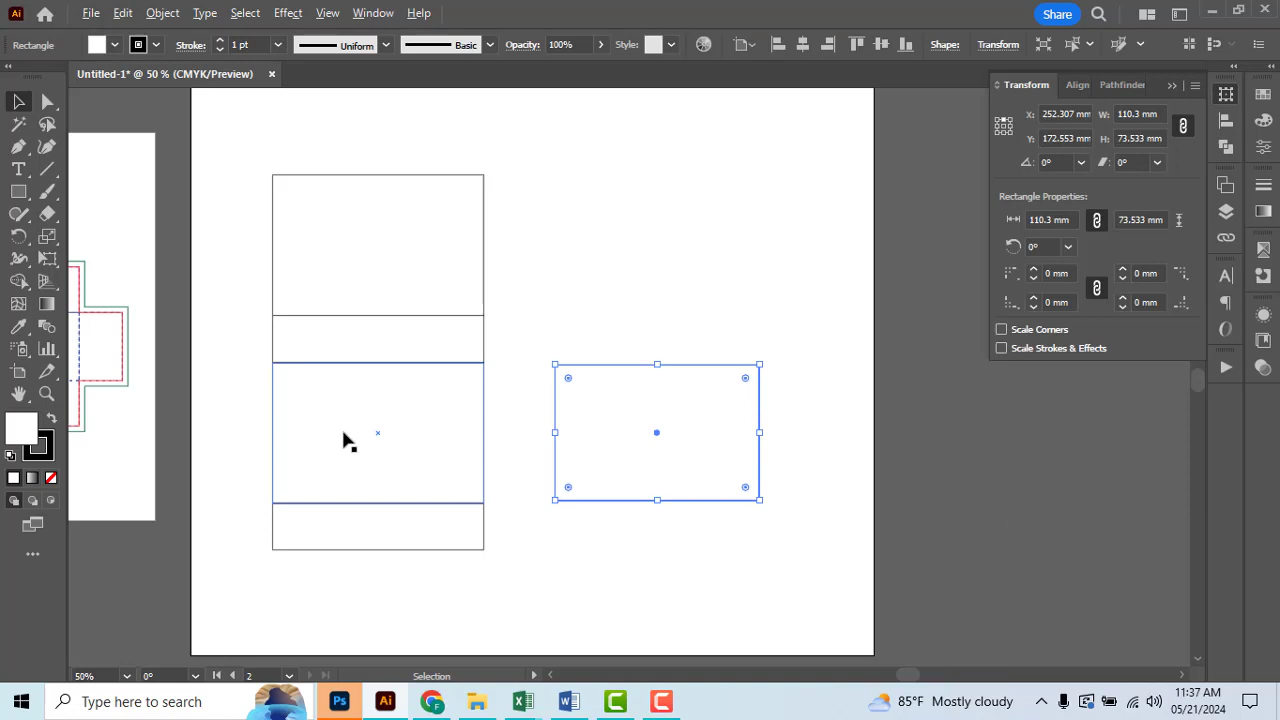 Ai File Edit Object Type Select Effect View Window Help Share
Rectangle Stroke: 1 pt Uniform Basic Opacity: 100% Style: Shape: Transform
Untitled-1* @ 50 % (CMYK/Preview) ×
Transform Align Pathfinder
X: 252.307 mm W: 110.3 mm
Y: 172.553 mm H: 73.533 mm
0° 0°
Rectangle Properties:
110.3 mm 73.533 mm
0°
0 mm 0 mm
0 mm 0 mm
Scale Corners
Scale Strokes & Effects
50% 0° 2 Selection
Type here to search Ps Ai 85°F Mostly cloudy 11:37 AM
05/21/2024